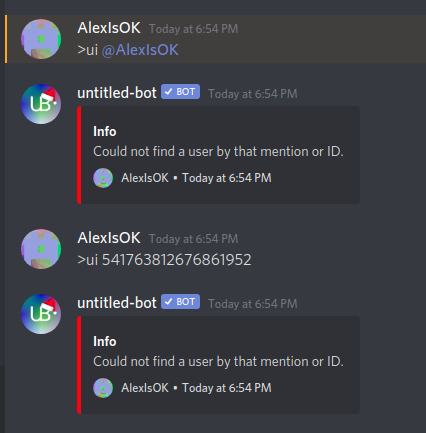 AlexIsOK Today at 6:54 PM
>ui @AlexIsOK
untitled-bot ✓ BOT Today at 6:54 PM
Info
Could not find a user by that mention or ID.
AlexIsOK • Today at 6:54 PM
AlexIsOK Today at 6:54 PM
>ui 541763812676861952
untitled-bot ✓ BOT Today at 6:54 PM
Info
Could not find a user by that mention or ID.
AlexIsOK • Today at 6:54 PM